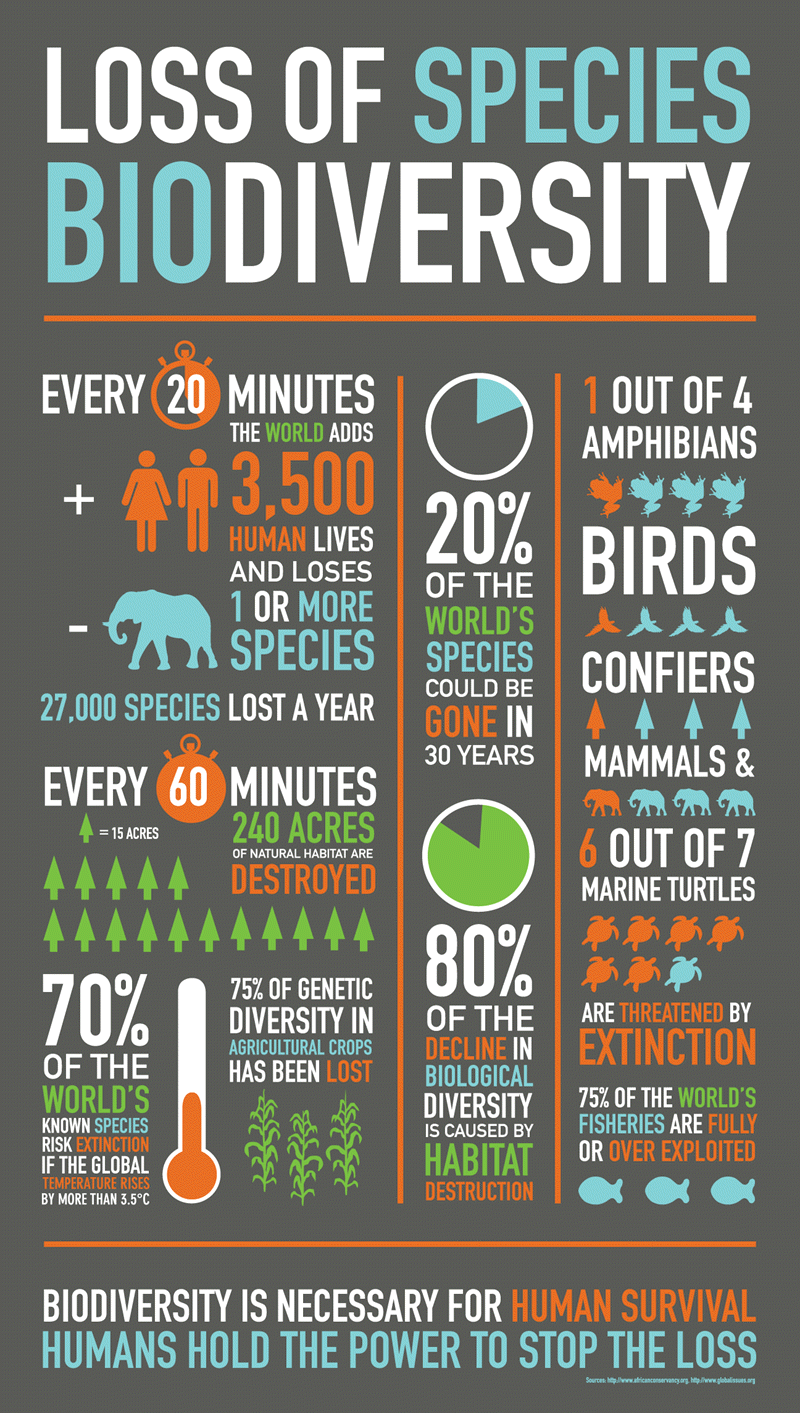 LOSS OF SPECIES
BIODIVERSITY
EVERY 20 MINUTES
THE WORLD ADDS
+
3,500
HUMAN LIVES
AND LOSES
-
1 OR MORE
SPECIES
27,000 SPECIES LOST A YEAR
EVERY 60 MINUTES
= 15 ACRES
240 ACRES
OF NATURAL HABITAT ARE
DESTROYED
70%
OF THE
WORLD'S
KNOWN SPECIES
RISK EXTINCTION
IF THE GLOBAL
TEMPERATURE RISES
BY MORE THAN 3.5°C
75% OF GENETIC
DIVERSITY IN
AGRICULTURAL CROPS
HAS BEEN LOST
20%
OF THE
WORLD'S
SPECIES
COULD BE
GONE IN
30 YEARS
80%
OF THE
DECLINE IN
BIOLOGICAL
DIVERSITY
IS CAUSED BY
HABITAT
DESTRUCTION
1 OUT OF 4
AMPHIBIANS
BIRDS
CONFIERS
MAMMALS &
6 OUT OF 7
MARINE TURTLES
ARE THREATENED BY
EXTINCTION
75% OF THE WORLD'S
FISHERIES ARE FULLY
OR OVER EXPLOITED
BIODIVERSITY IS NECESSARY FOR HUMAN SURVIVAL
HUMANS HOLD THE POWER TO STOP THE LOSS
Sources: http://www.africanconservancy.org, http://www.globalissues.org